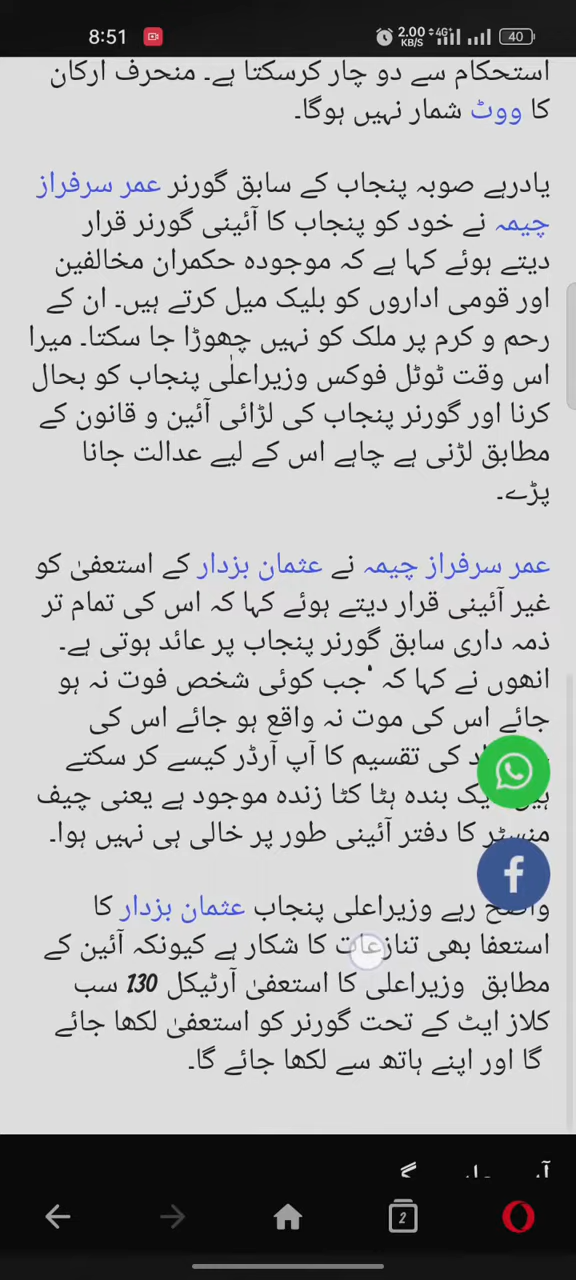 8:51
2.00 KB/S
4G+
40
استحکام سے دو چار کرسکتا ہے۔ منحرف ارکان
کا ووٹ شمار نہیں ہوگا۔
یادرہے صوبہ پنجاب کے سابق گورنر عمر سرفراز
چیمہ نے خود کو پنجاب کا آئینی گورنر قرار
دیتے ہوئے کہا ہے کہ موجودہ حکمران مخالفین
اور قومی اداروں کو بلیک میل کرتے ہیں۔ ان کے
رحم و کرم پر ملک کو نہیں چھوڑا جا سکتا۔ میرا
اس وقت ٹوٹل فوکس وزیراعلٰی پنجاب کو بحال
کرنا اور گورنر پنجاب کی لڑائی آئین و قانون کے
مطابق لڑنی ہے چاہے اس کے لیے عدالت جانا
پڑے۔
عمر سرفراز چیمہ نے عثمان بزدار کے استعفیٰ کو
غیر آئینی قرار دیتے ہوئے کہا کہ اس کی تمام تر
ذمہ داری سابق گورنر پنجاب پر عائد ہوتی ہے۔
انھوں نے کہا کہ 'جب کوئی شخص فوت نہ ہو
جائے اس کی موت نہ واقع ہو جائے اس کی
کی تقسیم کا آپ آرڈر کیسے کر سکتے
بندہ ہٹا کٹا زندہ موجود ہے یعنی چیف
منسٹر کا دفتر آئینی طور پر خالی ہی نہیں ہوا۔
واضح رہے وزیراعلی پنجاب عثمان بزدار کا
استعفا بھی تنازعات کا شکار ہے کیونکہ آئین کے
مطابق وزیراعلی کا استعفیٰ آرٹیکل 130 سب
کلاز ایٹ کے تحت گورنر کو استعفیٰ لکھا جائے
گا اور اپنے ہاتھ سے لکھا جائے گا۔
2